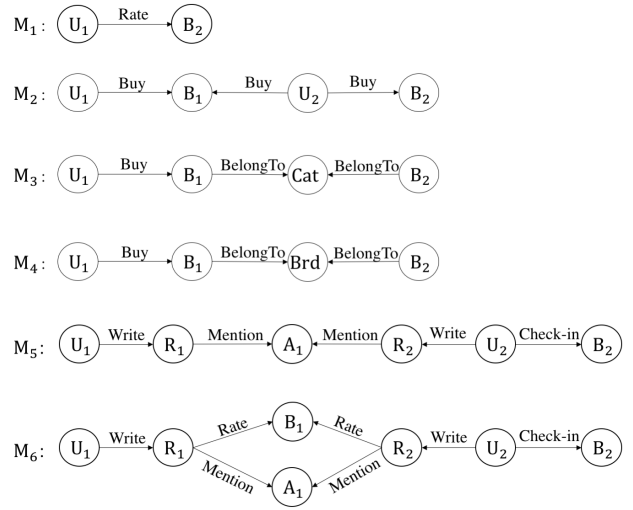 Rate
M₁: U₁ B₂
Buy Buy Buy
M₂: U₁ B₁ U₂ B₂
Buy BelongTo BelongTo
M₃: U₁ B₁ Cat B₂
Buy BelongTo BelongTo
M₄: U₁ B₁ Brd B₂
Write Mention Mention Write Check-in
M₅: U₁ R₁ A₁ R₂ U₂ B₂
B₁
Write Rate Rate Write Check-in
M₆: U₁ R₁ R₂ U₂ B₂
Mention Mention
A₁